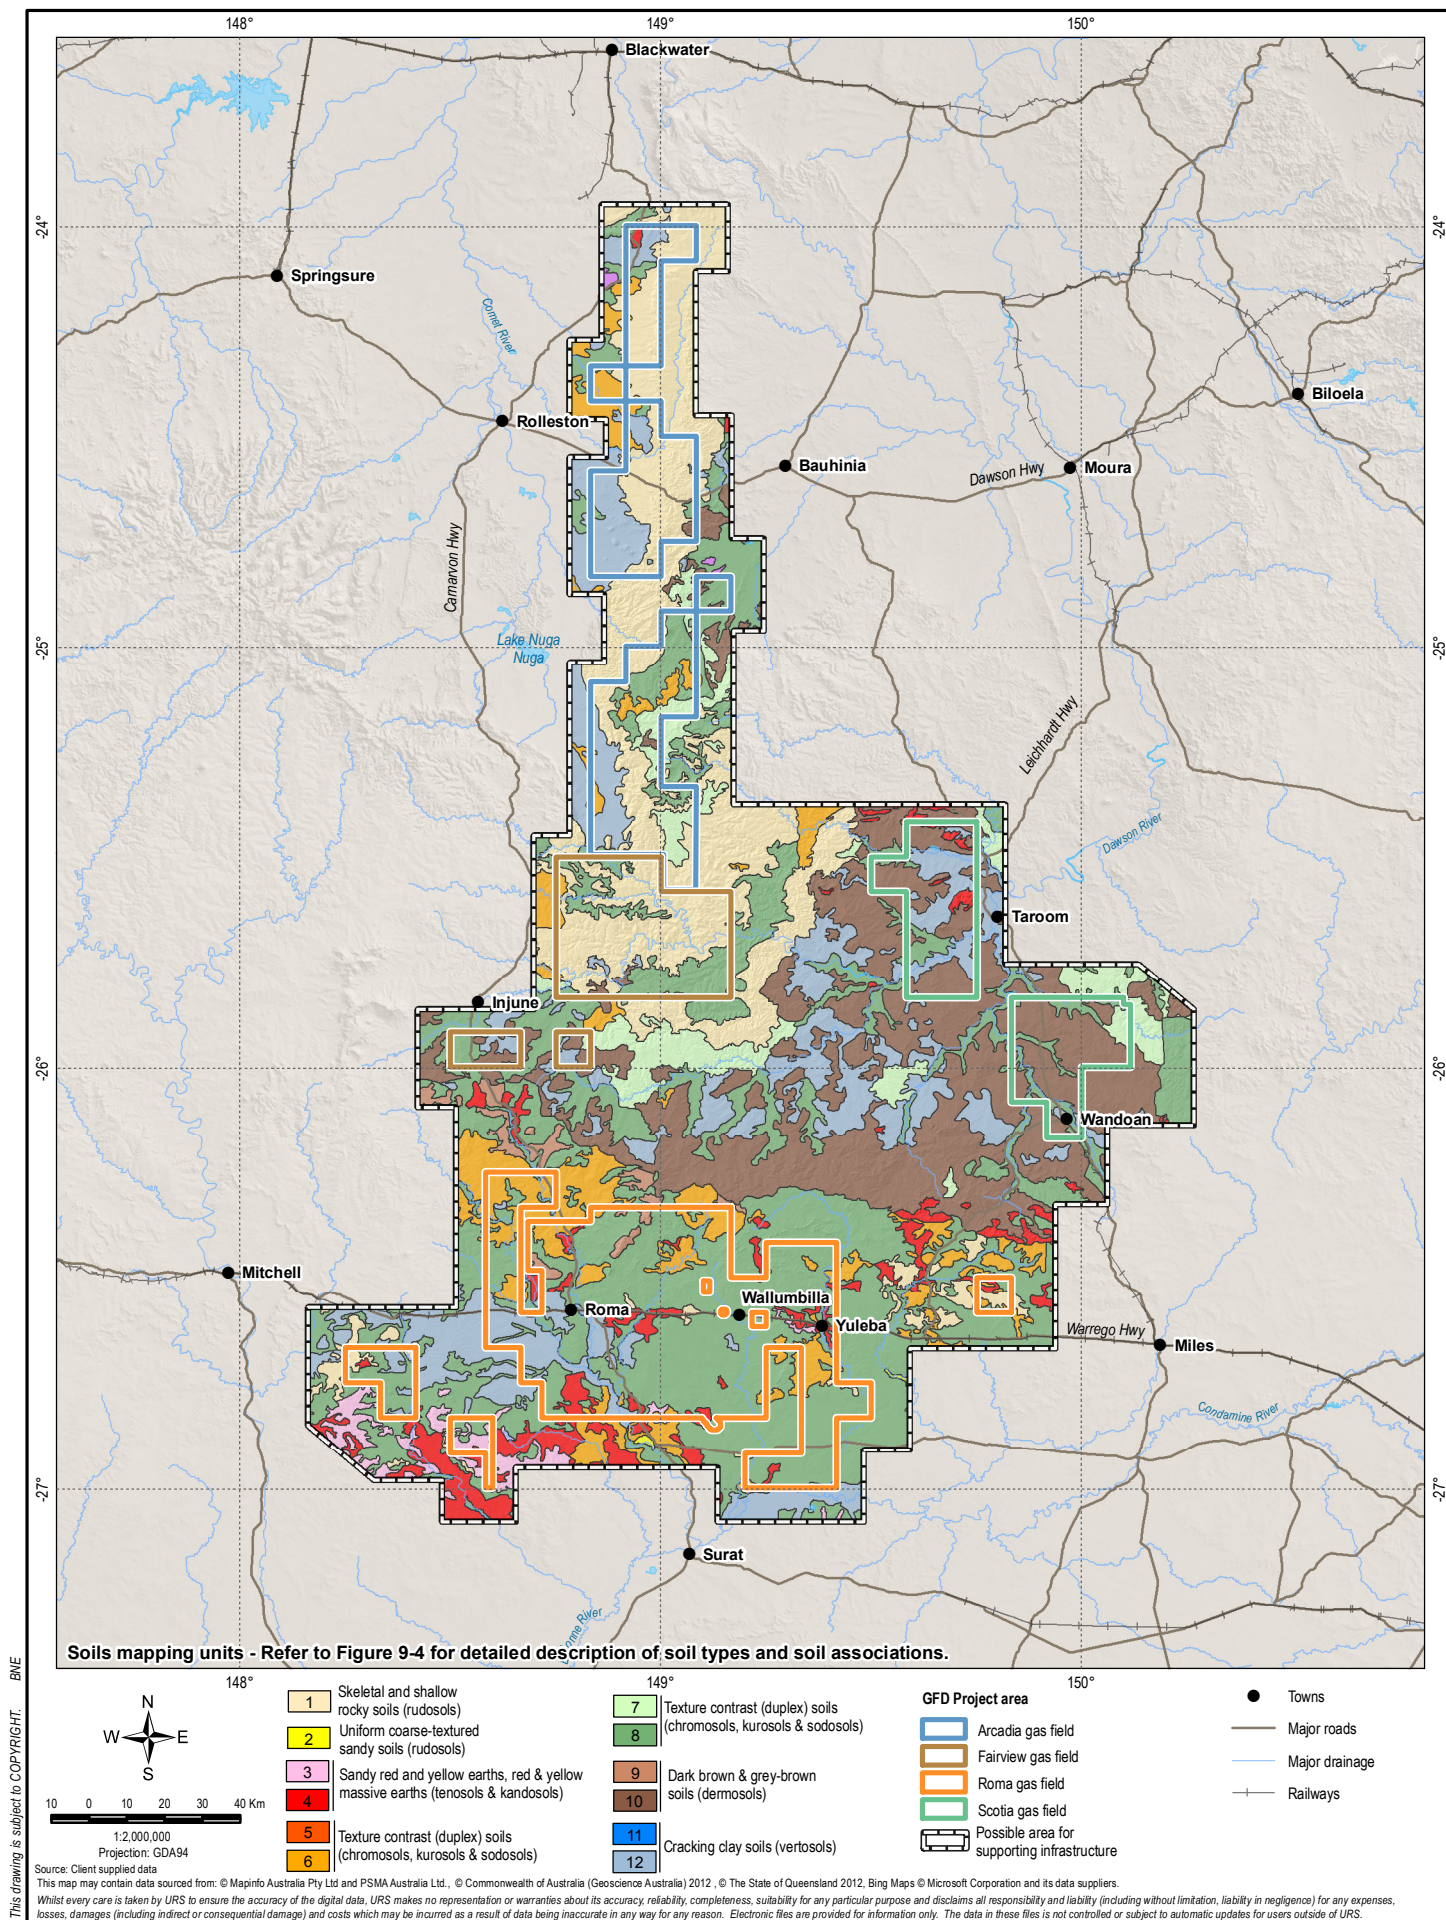 148°
149°
150°
Blackwater
-24°
-24°
Springsure
Comet River
Biloela
Rolleston
Bauhinia
Dawson Hwy
Moura
Carnarvon Hwy
Lake Nuga
Nuga
-25°
-25°
Leichhardt Hwy
Dawson River
Taroom
Injune
-26°
-26°
Wandoan
Mitchell
Wallumbilla
Roma
Yuleba
Warrego Hwy
Miles
Condamine River
-27°
-27°
Surat
River
Soils mapping units - Refer to Figure 9-4 for detailed description of soil types and soil associations.
148°
149°
150°
This drawing is subject to COPYRIGHT. BNE
N
W E
S
10 0 10 20 30 40 Km
1:2,000,000
Projection: GDA94
Source: Client supplied data
1 Skeletal and shallow
rocky soils (rudosols)
2 Uniform coarse-textured
sandy soils (rudosols)
3 Sandy red and yellow earths, red & yellow
4 massive earths (tenosols & kandosols)
5 Texture contrast (duplex) soils
6 (chromosols, kurosols & sodosols)
7 Texture contrast (duplex) soils
8 (chromosols, kurosols & sodosols)
9 Dark brown & grey-brown
10 soils (dermosols)
11
12 Cracking clay soils (vertosols)
GFD Project area
Arcadia gas field
Fairview gas field
Roma gas field
Scotia gas field
Possible area for
supporting infrastructure
Towns
Major roads
Major drainage
Railways
This map may contain data sourced from: © Mapinfo Australia Pty Ltd and PSMA Australia Ltd., © Commonwealth of Australia (Geoscience Australia) 2012 , © The State of Queensland 2012, Bing Maps © Microsoft Corporation and its data suppliers.
Whilst every care is taken by URS to ensure the accuracy of the digital data, URS makes no representation or warranties about its accuracy, reliability, completeness, suitability for any particular purpose and disclaims all responsibility and liability (including without limitation, liability in negligence) for any expenses,
losses, damages (including indirect or consequential damage) and costs which may be incurred as a result of data being inaccurate in any way for any reason. Electronic files are provided for information only. The data in these files is not controlled or subject to automatic updates for users outside of URS.